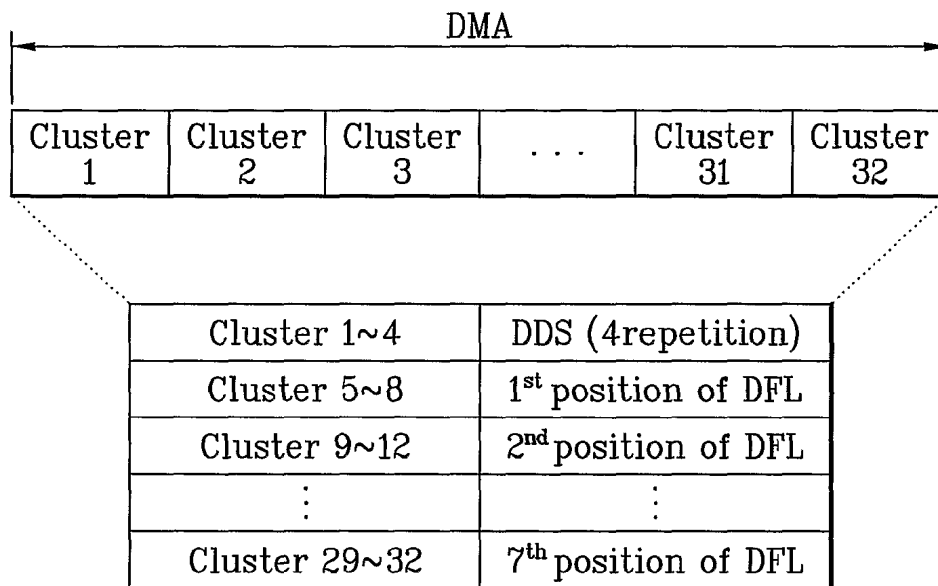 DMA
Cluster 1
Cluster 2
Cluster 3
. . .
Cluster 31
Cluster 32
Cluster 1~4 DDS (4repetition)
Cluster 5~8 1st position of DFL
Cluster 9~12 2nd position of DFL
⋮ ⋮
Cluster 29~32 7th position of DFL